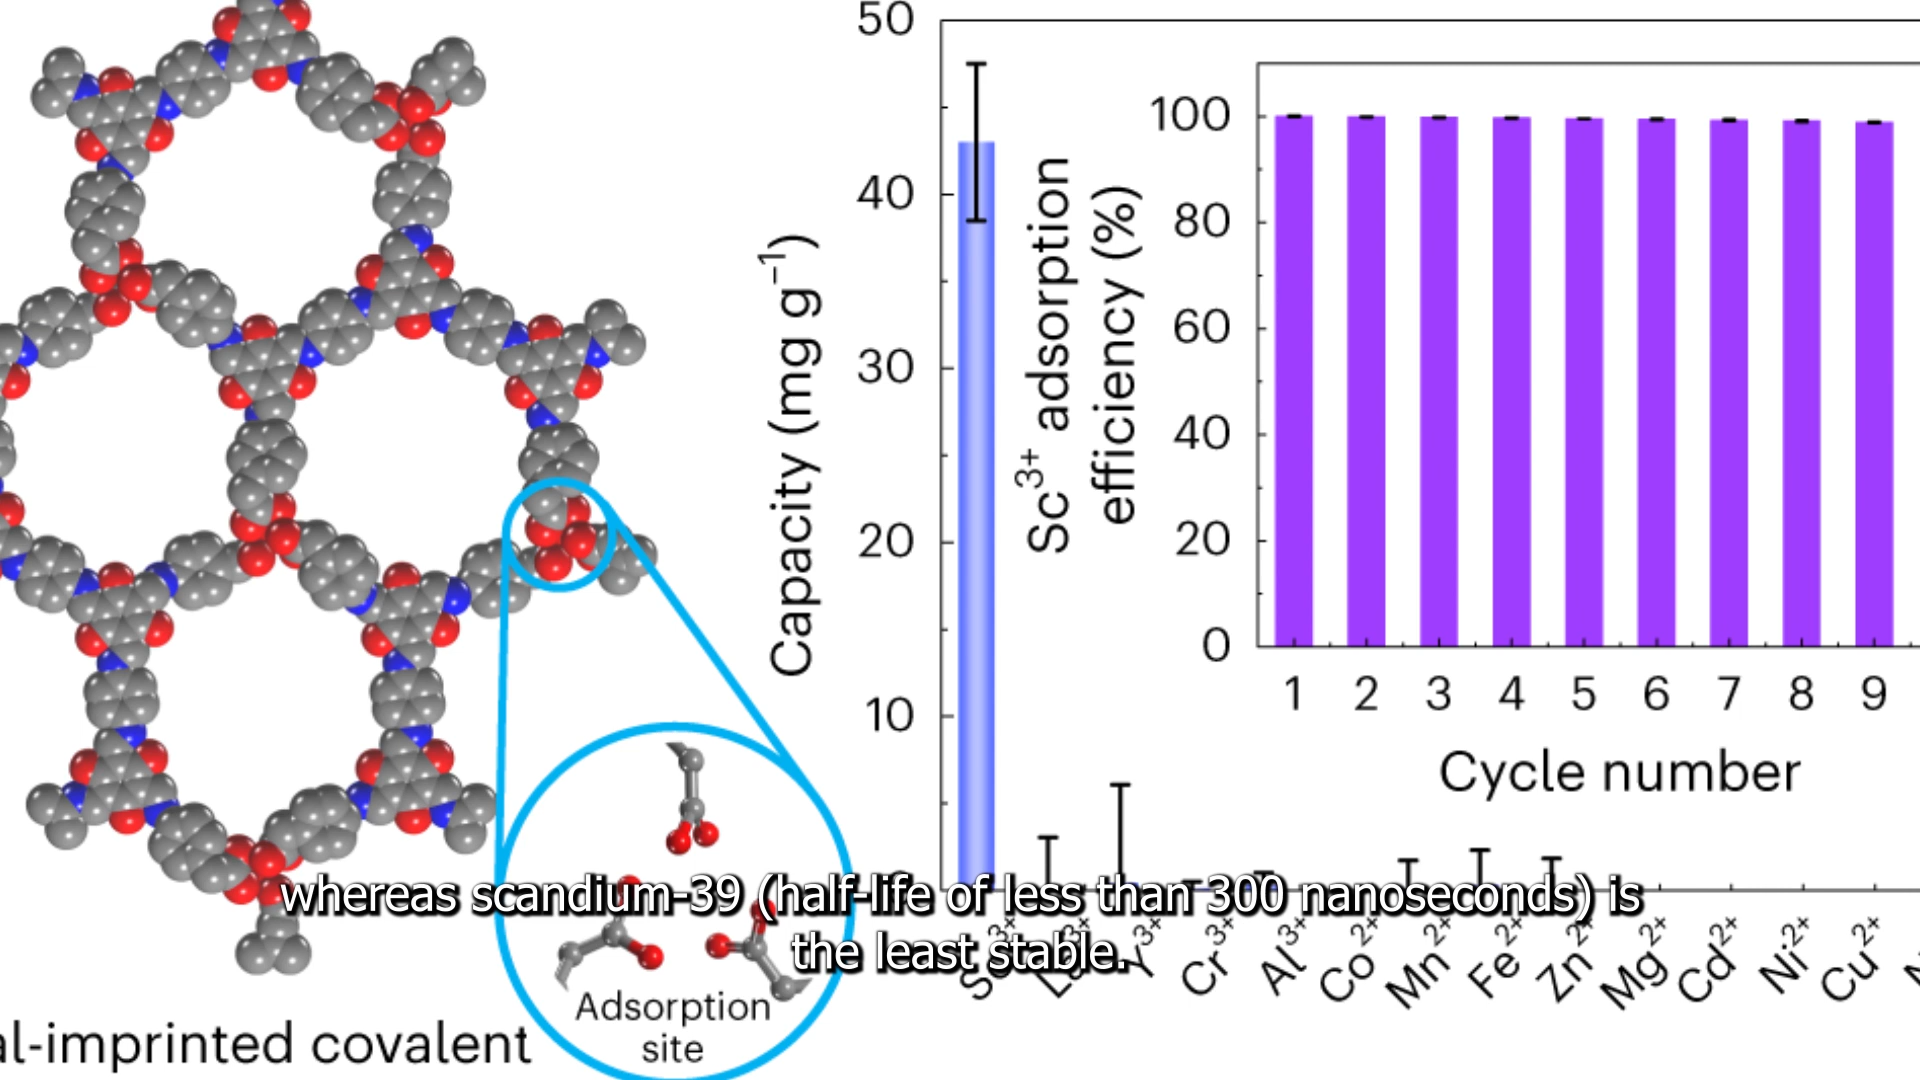 50
40
30
20
10
Capacity (mg g⁻¹)
Sc³⁺ adsorption
efficiency (%)
100
80
60
40
20
0
1 2 3 4 5 6 7 8 9
Cycle number
whereas scandium-39 (half-life of less than 300 nanoseconds) is
the least stable.
Y³⁺ Cr³⁺ Al³⁺ Co²⁺ Mn²⁺ Fe²⁺ Zn²⁺ Mg²⁺ Cd²⁺ Ni²⁺ Cu²⁺
Adsorption
site
al-imprinted covalent